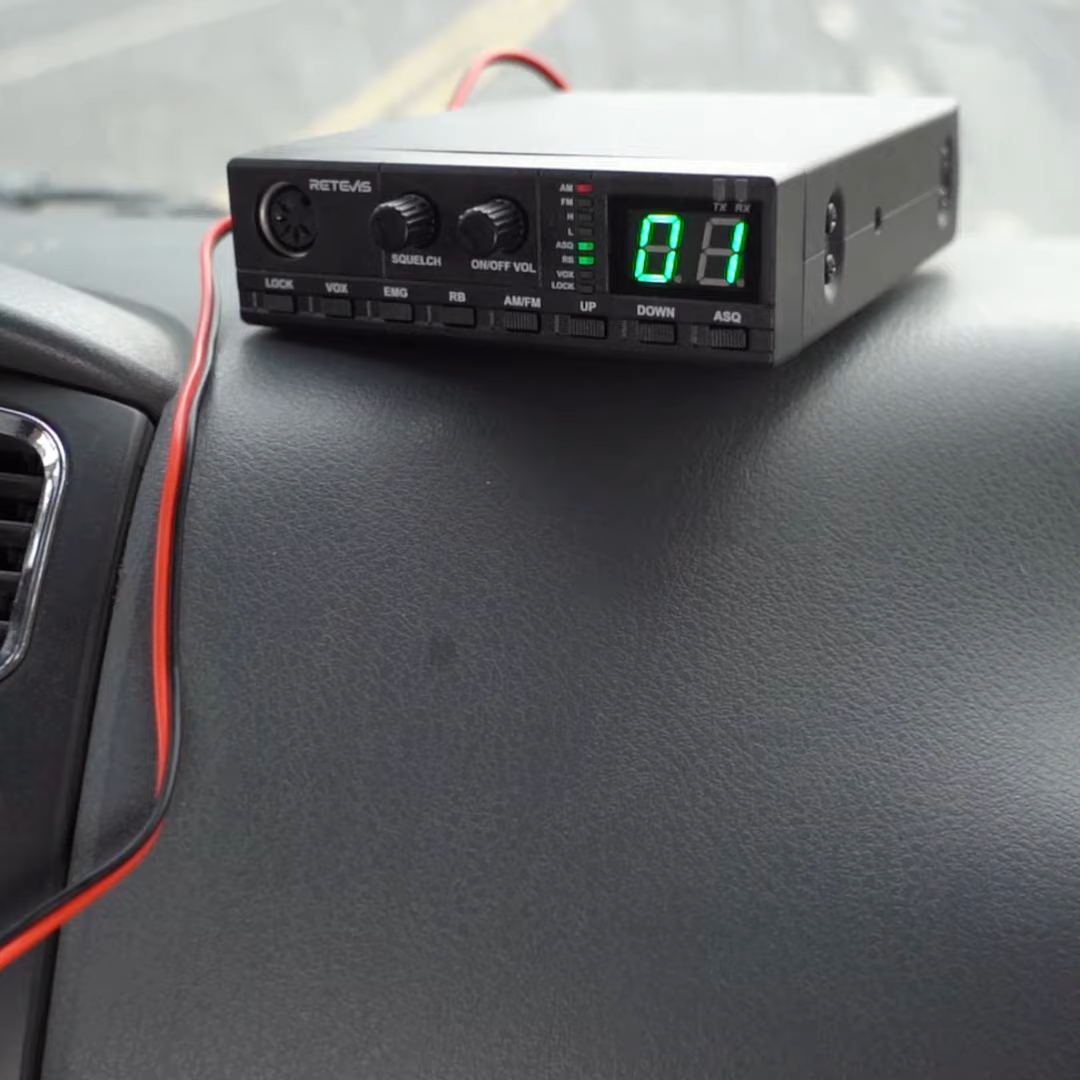 RETEVIS
SQUELCH
ON/OFF VOL
AM
FM
H
L
ASQ
RB
VOX
LOCK
TX RX
01
LOCK VOX EMG RB AM/FM UP DOWN ASQ